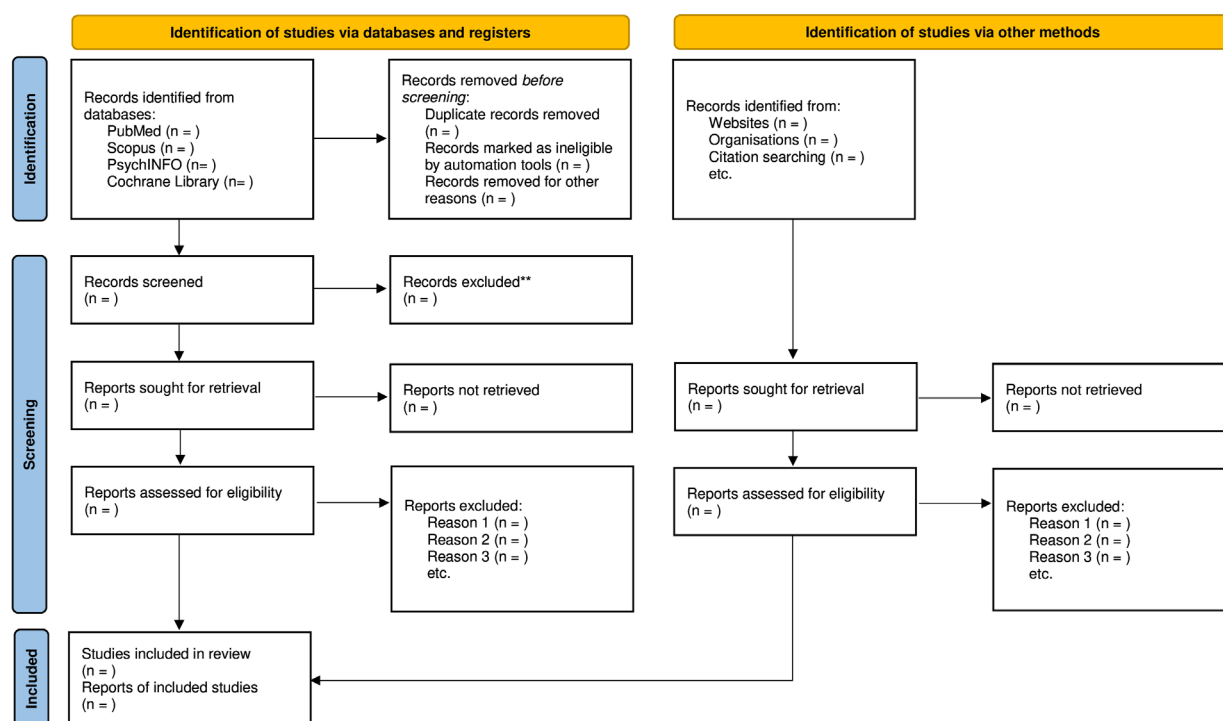 Identification of studies via databases and registers
Identification of studies via other methods
Identification
Records identified from
databases:
PubMed (n = )
Scopus (n = )
PsychINFO (n= )
Cochrane Library (n= )
Records removed before
screening:
Duplicate records removed
(n = )
Records marked as ineligible
by automation tools (n = )
Records removed for other
reasons (n = )
Records identified from:
Websites (n = )
Organisations (n = )
Citation searching (n = )
etc.
Screening
Records screened
(n = )
Records excluded**
(n = )
Reports sought for retrieval
(n = )
Reports not retrieved
(n = )
Reports sought for retrieval
(n = )
Reports not retrieved
(n = )
Reports assessed for eligibility
(n = )
Reports excluded:
Reason 1 (n = )
Reason 2 (n = )
Reason 3 (n = )
etc.
Reports assessed for eligibility
(n = )
Reports excluded:
Reason 1 (n = )
Reason 2 (n = )
Reason 3 (n = )
etc.
Included
Studies included in review
(n = )
Reports of included studies
(n = )